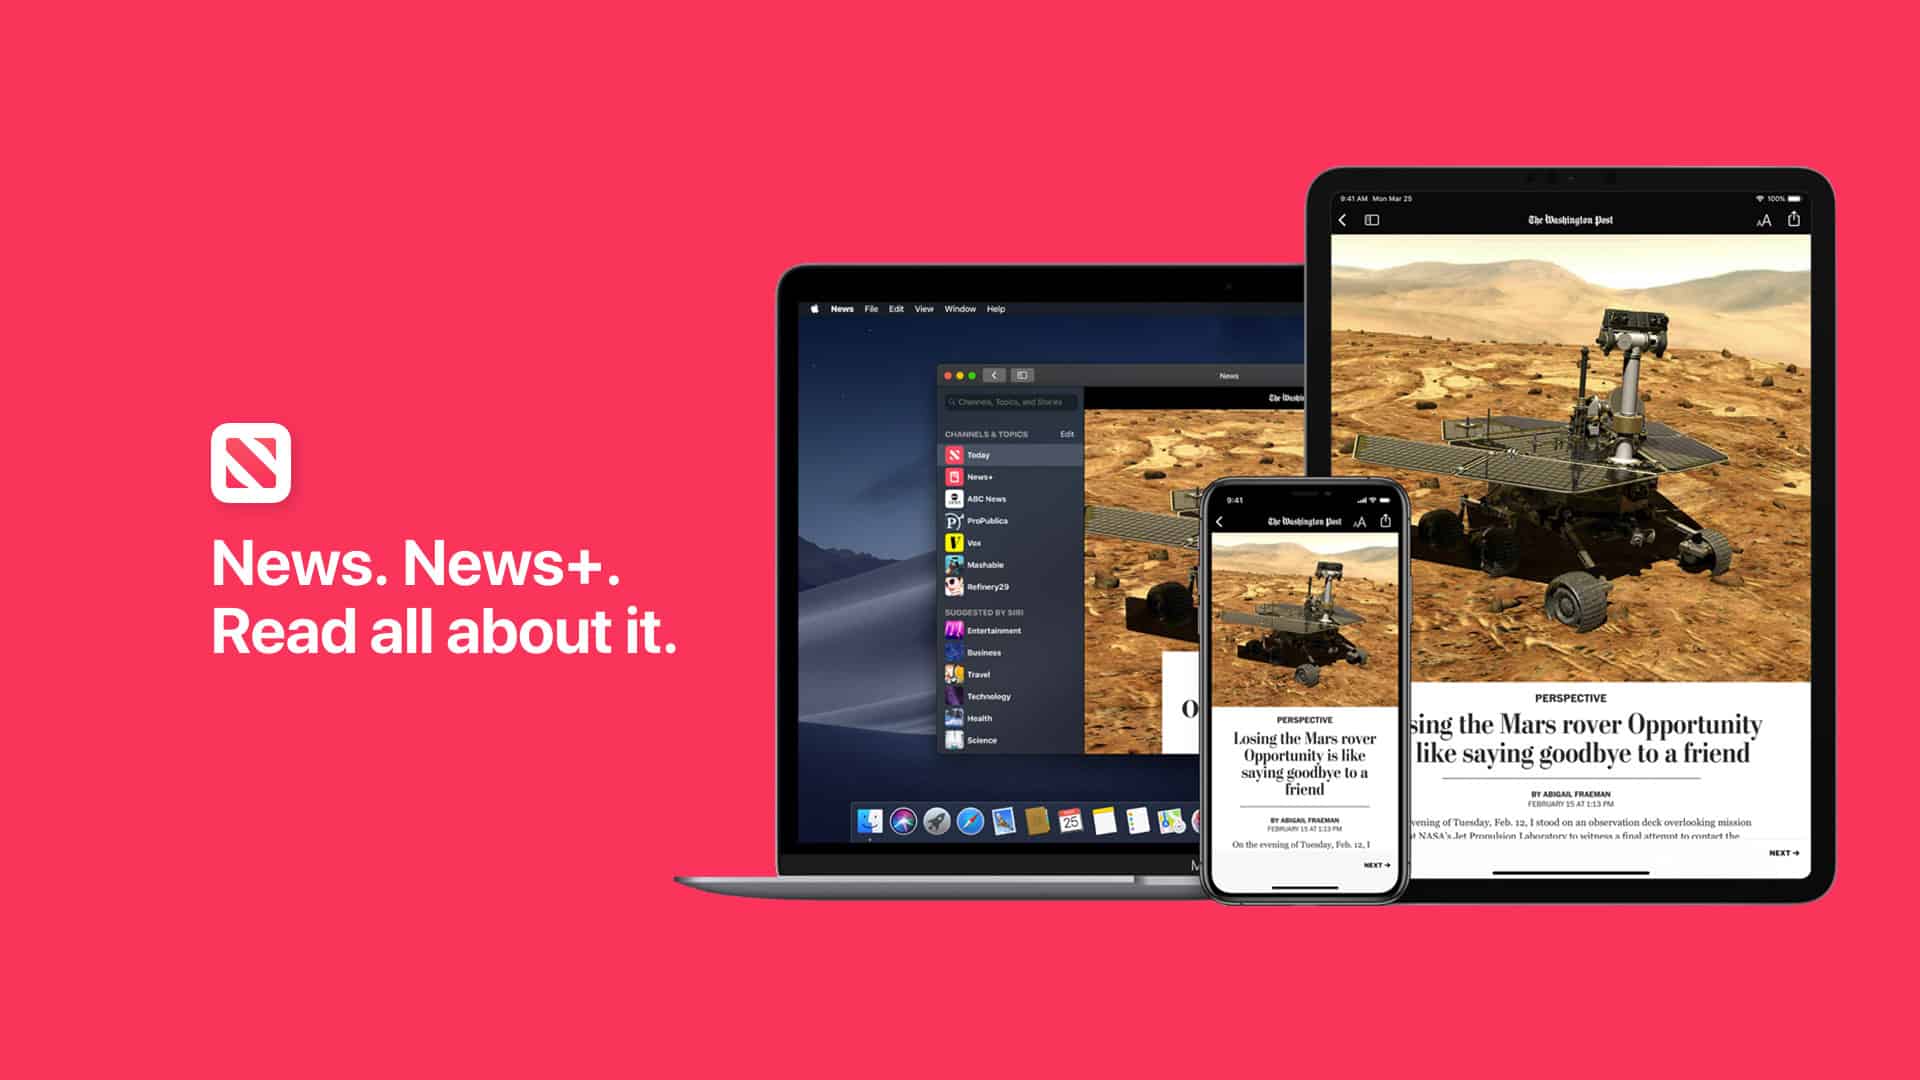 News. News+.
Read all about it.
News File Edit View Window Help
News
Channels, Topics, and Stories
The Washin
CHANNELS & TOPICS Edit
Today
News+
ABC News
ProPublica
Vox
Mashable
Refinery29
SUGGESTED BY SIRI
Entertainment
Business
Travel
Technology
Health
Science
O
25
M
9:41
The Washington Post AA
PERSPECTIVE
Losing the Mars rover
Opportunity is like
saying goodbye to a
friend
BY ABIGAIL FRAEMAN
FEBRUARY 15 AT 1:13 PM
On the evening of Tuesday, Feb. 12, I
NEXT →
9:41 AM Mon Mar 25 100%
The Washington Post AA
PERSPECTIVE
sing the Mars rover Opportunity
like saying goodbye to a friend
BY ABIGAIL FRAEMAN
FEBRUARY 15 AT 1:13 PM
vening of Tuesday, Feb. 12, I stood on an observation deck overlooking mission
t NASA's Jet Propulsion Laboratory to witness a final attempt to contact the
NEXT →